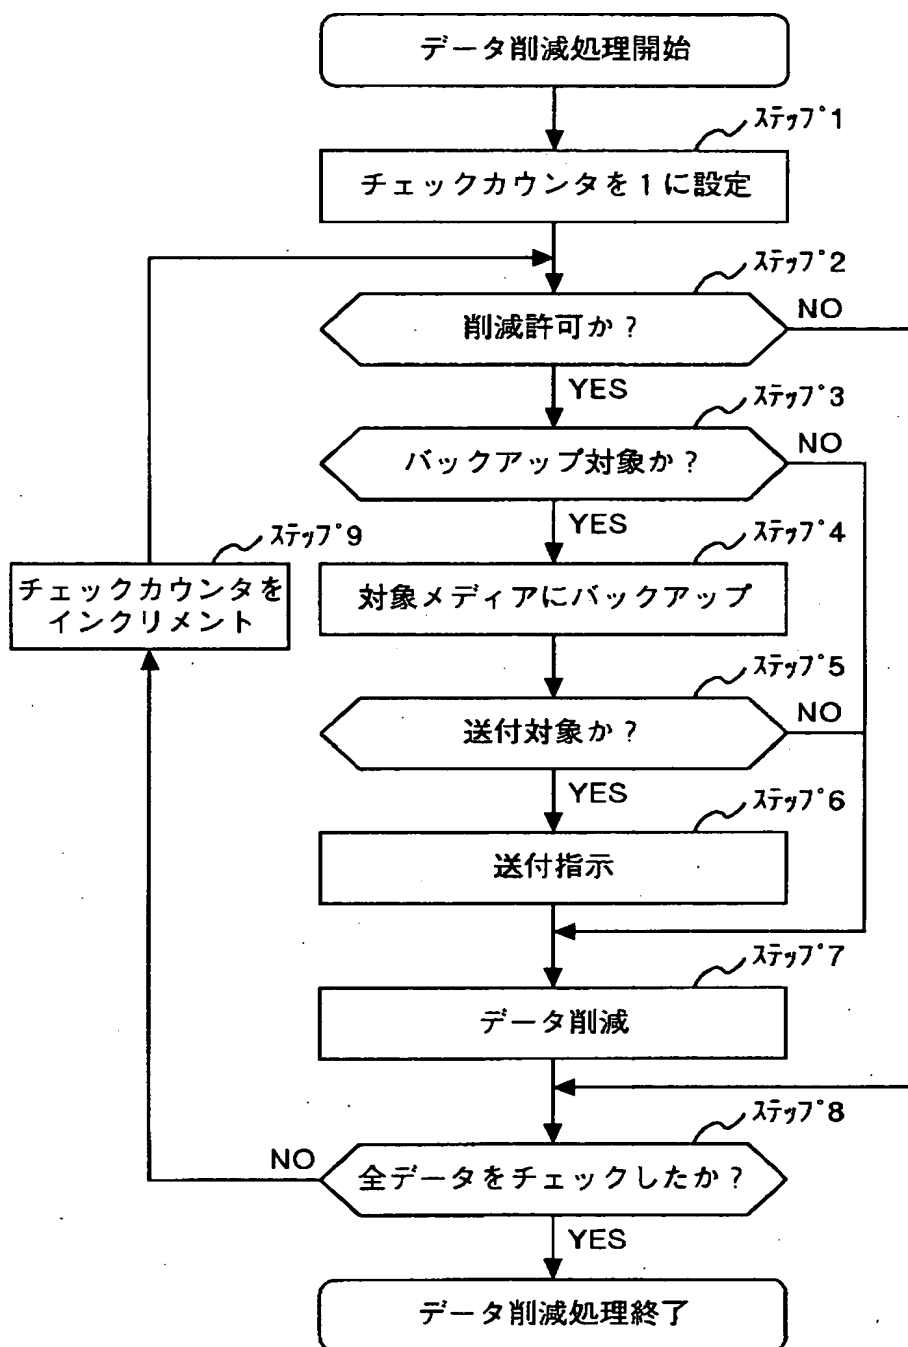 データ削減処理開始
ステップ1
チェックカウンタを1に設定
ステップ2
削減許可か?
NO
YES
ステップ3
バックアップ対象か?
NO
YES
ステップ4
対象メディアにバックアップ
ステップ9
チェックカウンタを
インクリメント
ステップ5
送付対象か?
NO
YES
ステップ6
送付指示
ステップ7
データ削減
ステップ8
全データをチェックしたか?
NO
YES
データ削減処理終了